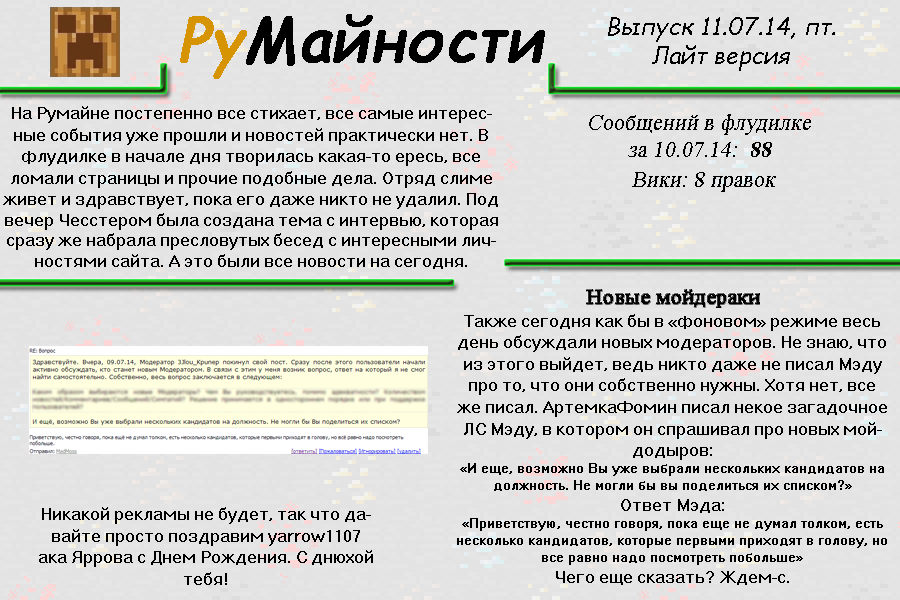 РуМайности
Выпуск 11.07.14, пт.
Лайт версия
На Румайне постепенно все стихает, все самые интерес-
ные события уже прошли и новостей практически нет. В
флудилке в начале дня творилась какая-то ересь, все
ломали страницы и прочие подобные дела. Отряд слиме
живет и здравствует, пока его даже никто не удалил. Под
вечер Чесстером была создана тема с интервью, которая
сразу же набрала пресловутых бесед с интересными лич-
ностями сайта. А это были все новости на сегодня.
Сообщений в флудилке
за 10.07.14: 88
Вики: 8 правок
RE: Вопрос
Здравствуйте. Вчера, 09.07.14, Модератор JJlou_Kpunep покинул свой пост. Сразу после этого пользователи начали
активно обсуждать, кто станет новым Модератором. В связи с этим у меня возник вопрос, ответ на который я не смог
найти самостоятельно. Собственно, весь вопрос заключается в следующем:
И ещё, возможно Вы уже выбрали нескольких кандидатов на должность. Не могли бы Вы поделиться их списком?
Приветствую, честно говоря, пока ещё не думал толком, есть несколько кандидатов, которые первыми приходят в голову, но всё равно надо посмотреть
побольше.
Отправил: MadMoss [ответить] [Пожаловаться] [Игнорировать] [удалить]
Никакой рекламы не будет, так что да-
вайте просто поздравим yarrow1107
ака Яррова с Днем Рождения. С днюхой
тебя!
Новые мойдераки
Также сегодня как бы в «фоновом» режиме весь
день обсуждали новых модераторов. Не знаю, что
из этого выйдет, ведь никто даже не писал Мэду
про то, что они собственно нужны. Хотя нет, все
же писал. АртемкаФомин писал некое загадочное
ЛС Мэду, в котором он спрашивал про новых мой-
додыров:
«И еще, возможно Вы уже выбрали нескольких кандидатов на
должность. Не могли бы вы поделиться их списком?»
Ответ Мэда:
«Приветствую, честно говоря, пока еще не думал толком, есть
несколько кандидатов, которые первыми приходят в голову, но
все равно надо посмотреть побольше»
Чего еще сказать? Ждем-с.